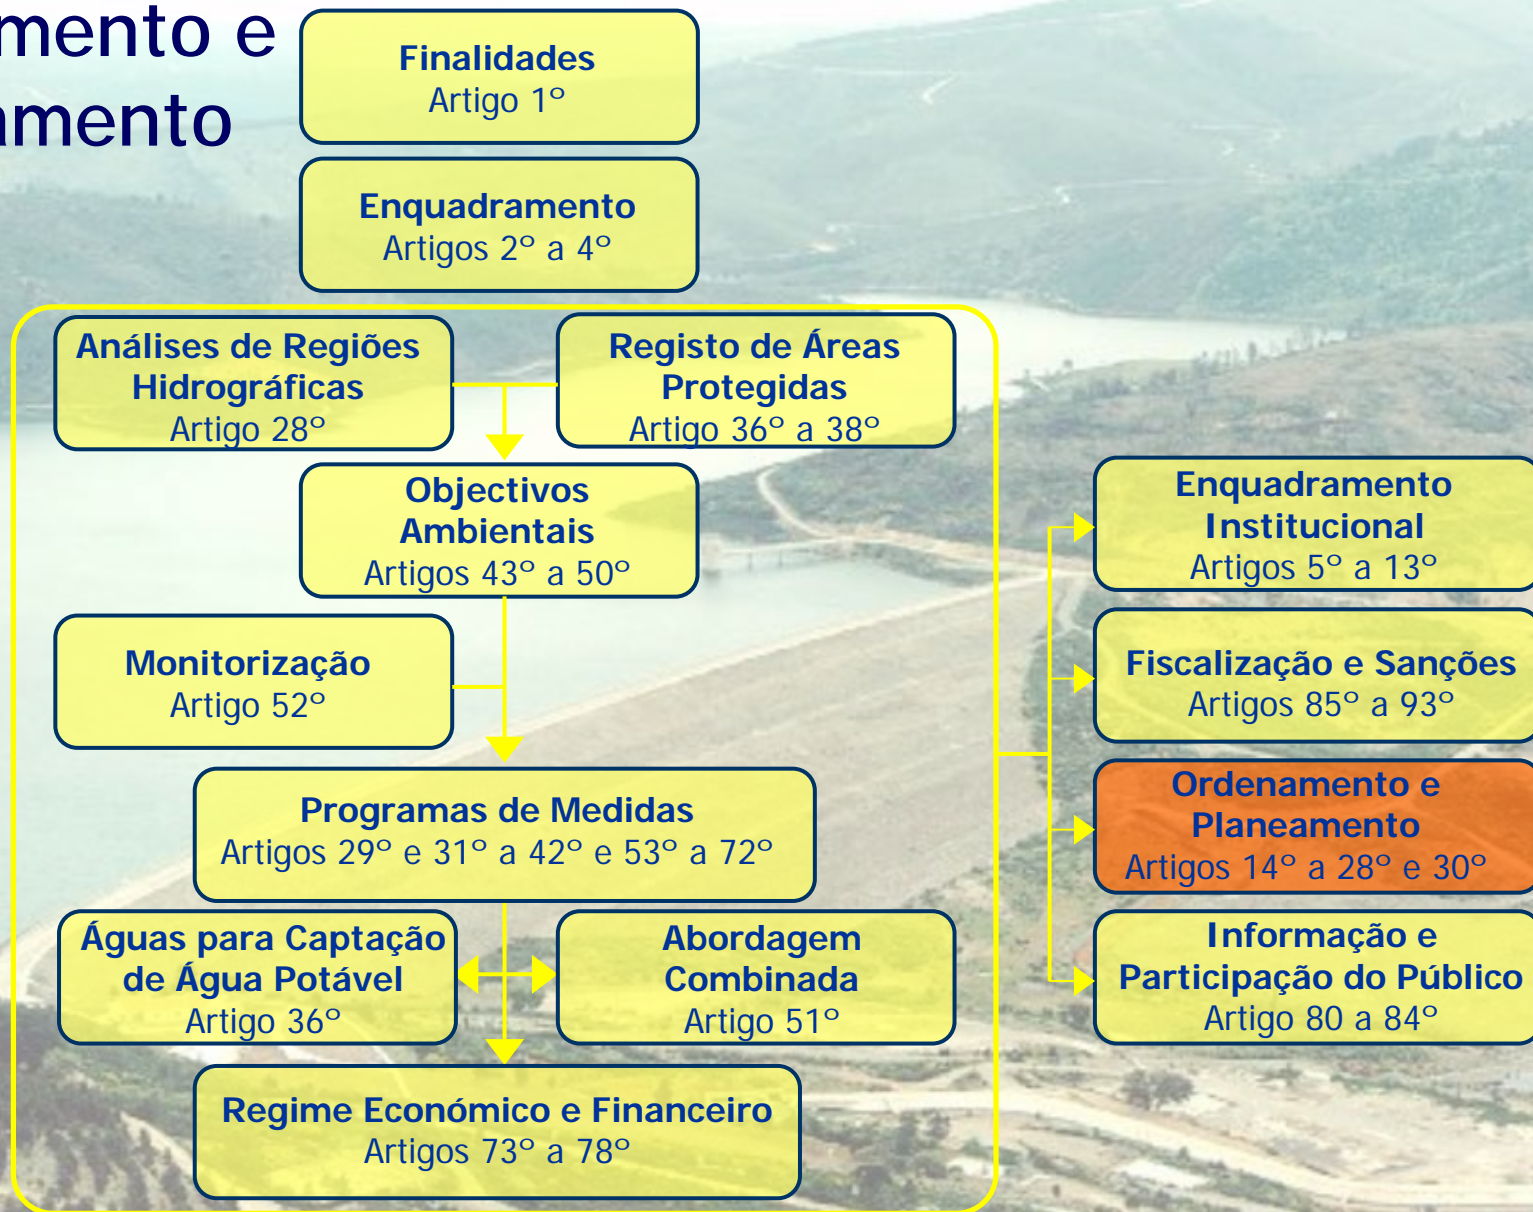 mento e
amento
Finalidades
Artigo 1º
Enquadramento
Artigos 2º a 4º
Análises de Regiões
Hidrográficas
Artigo 28º
Registo de Áreas
Protegidas
Artigo 36º a 38º
Objectivos
Ambientais
Artigos 43º a 50º
Monitorização
Artigo 52º
Programas de Medidas
Artigos 29º e 31º a 42º e 53º a 72º
Águas para Captação
de Água Potável
Artigo 36º
Abordagem
Combinada
Artigo 51º
Regime Económico e Financeiro
Artigos 73º a 78º
Enquadramento
Institucional
Artigos 5º a 13º
Fiscalização e Sanções
Artigos 85º a 93º
Ordenamento e
Planeamento
Artigos 14º a 28º e 30º
Informação e
Participação do Público
Artigo 80 a 84º